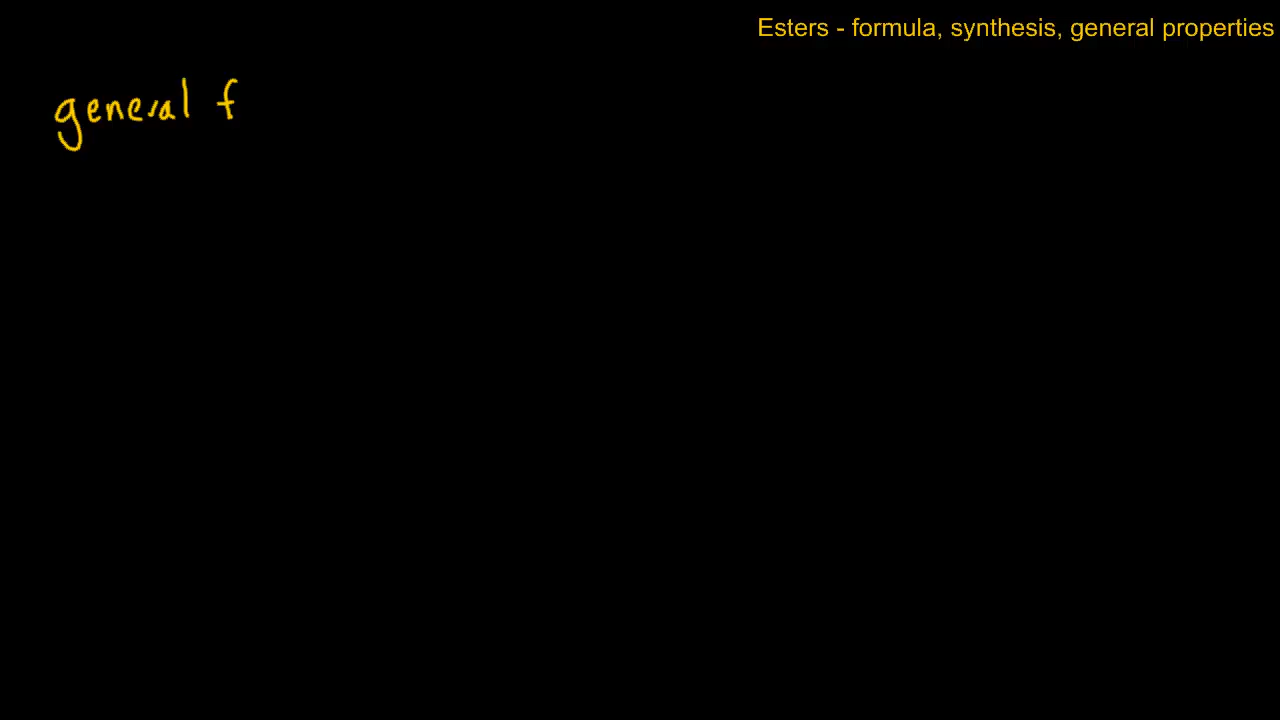 Esters - formula, synthesis, general properties
general f